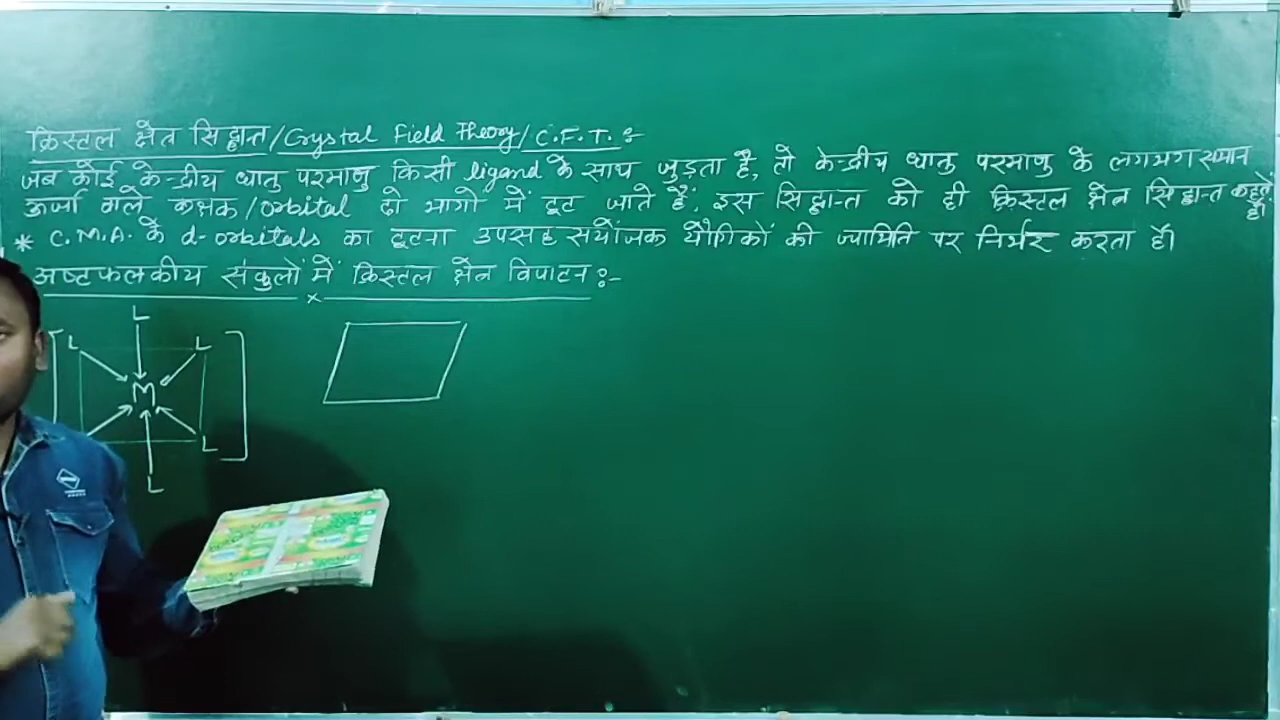 क्रिस्टल क्षेत्र सिद्धान्त/Crystal Field Theory/C.F.T. :-
जब कोई केन्द्रीय धातु परमाणु किसी ligand के साथ जुड़ता है, तो केन्द्रीय धातु परमाणु के लगभग समान
ऊर्जा वाले कक्षक/orbital दो भागो में टूट जाते हैं, इस सिद्धान्त को ही क्रिस्टल क्षेत्र सिद्धान्त कहते है।
* C.M.A. के d-orbitals का टूटना उपसह संयोजक यौगिकों की ज्यामिति पर निर्भर करता है।
अष्टफलकीय संकुलों में क्रिस्टल क्षेत्र विपाटन :-
L
L L
M
L
L